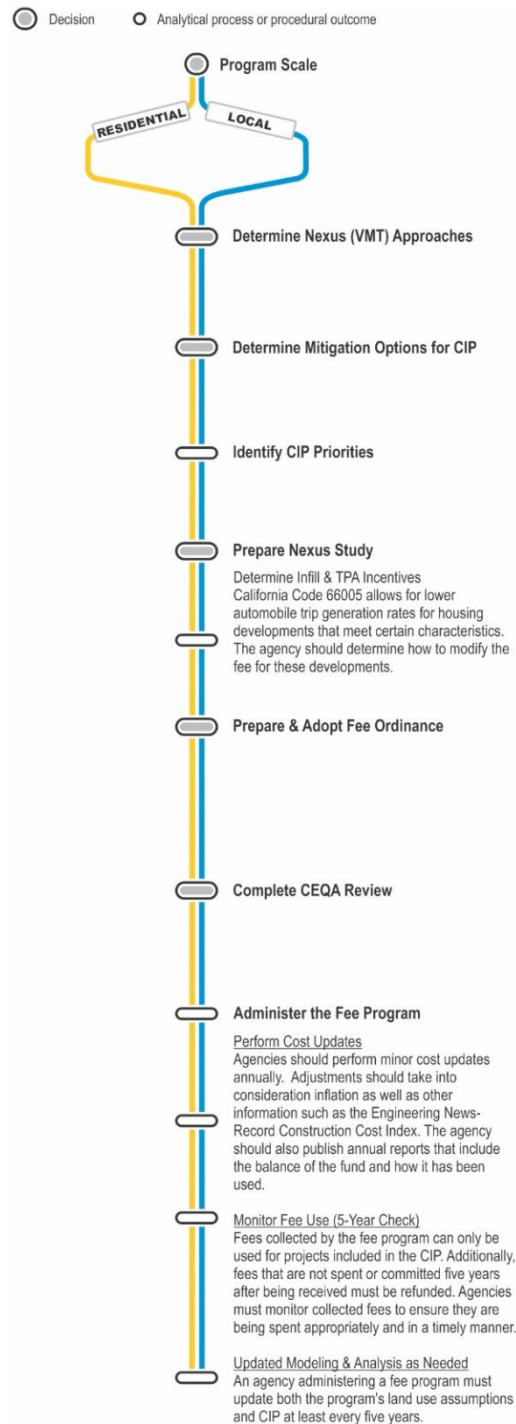 Decision
Analytical process or procedural outcome
Program Scale
RESIDENTIAL
LOCAL
Determine Nexus (VMT) Approaches
Determine Mitigation Options for CIP
Identify CIP Priorities
Prepare Nexus Study
Determine Infill & TPA Incentives
California Code 66005 allows for lower
automobile trip generation rates for housing
developments that meet certain characteristics.
The agency should determine how to modify the
fee for these developments.
Prepare & Adopt Fee Ordinance
Complete CEQA Review
Administer the Fee Program
Perform Cost Updates
Agencies should perform minor cost updates
annually. Adjustments should take into
consideration inflation as well as other
information such as the Engineering News-
Record Construction Cost Index. The agency
should also publish annual reports that include
the balance of the fund and how it has been
used.
Monitor Fee Use (5-Year Check)
Fees collected by the fee program can only be
used for projects included in the CIP. Additionally,
fees that are not spent or committed five years
after being received must be refunded. Agencies
must monitor collected fees to ensure they are
being spent appropriately and in a timely manner.
Updated Modeling & Analysis as Needed
An agency administering a fee program must
update both the program's land use assumptions
and CIP at least every five years.